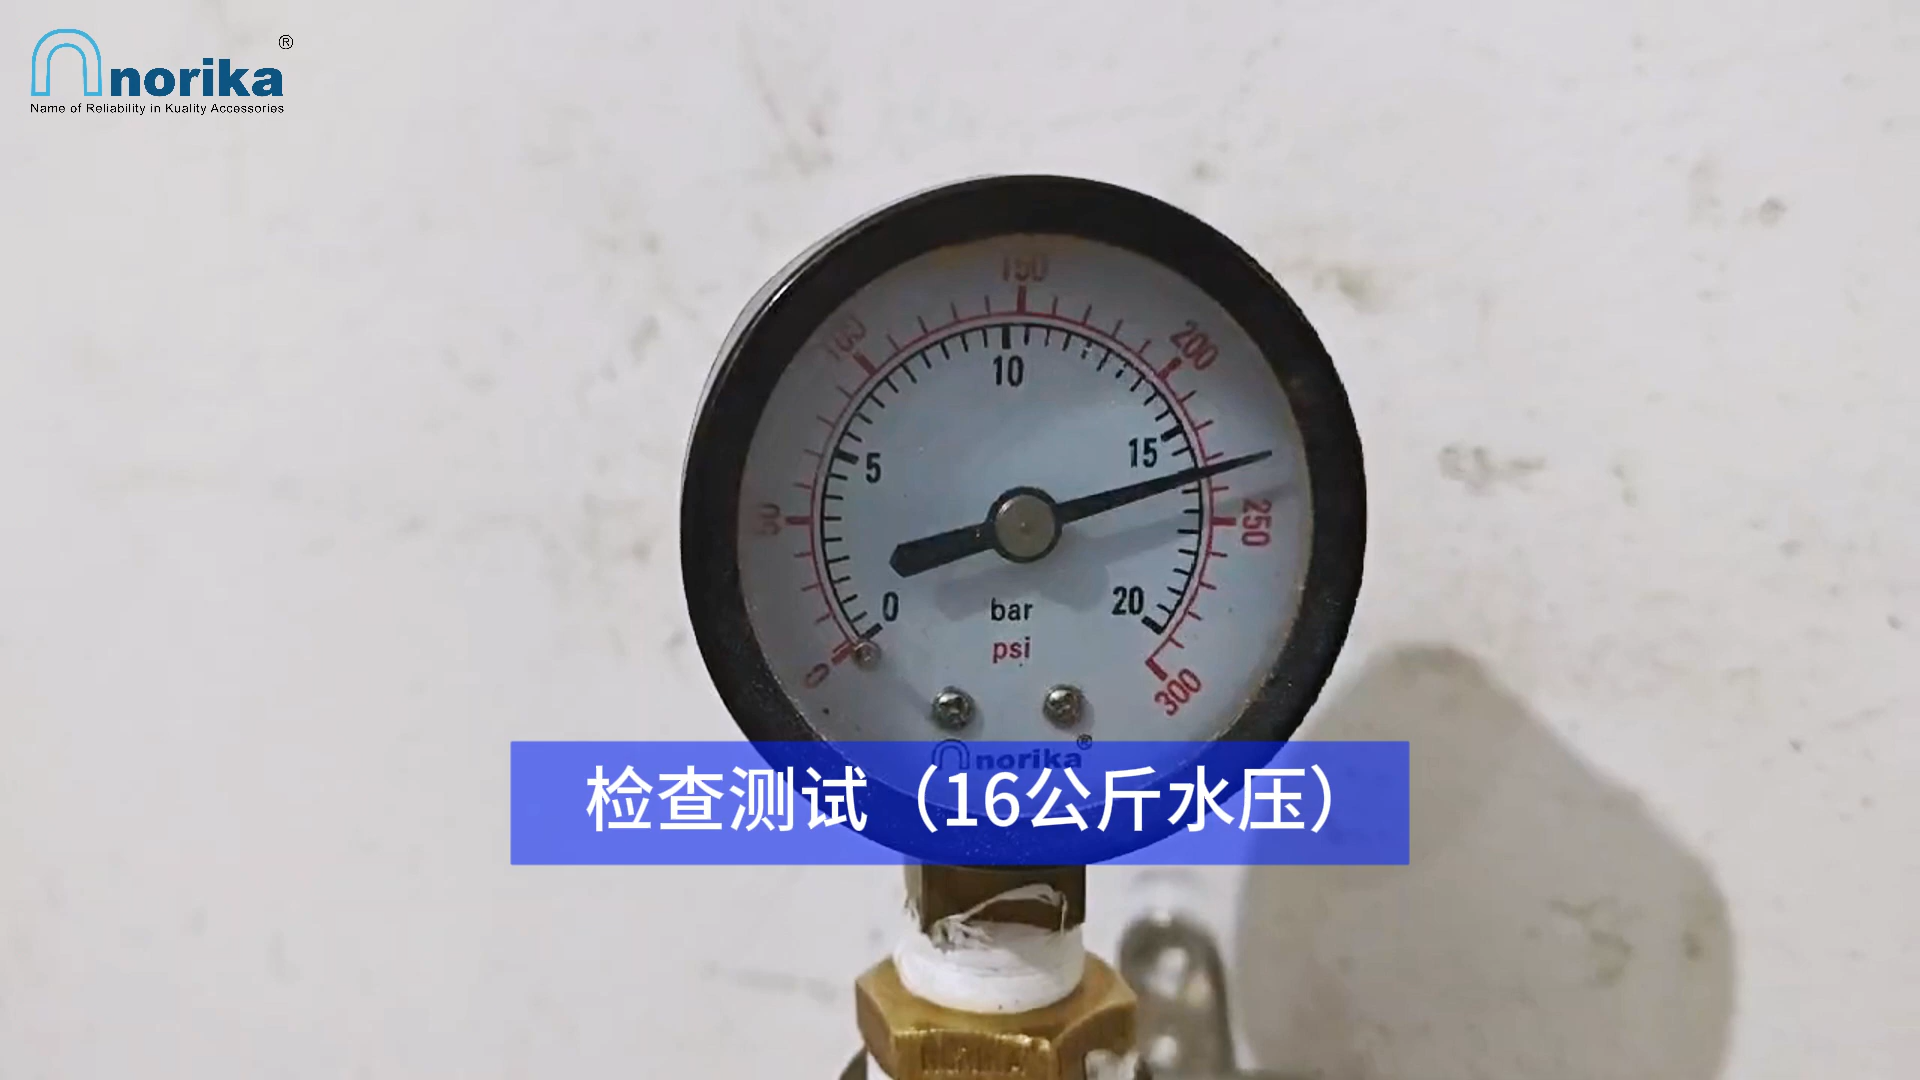 norika®
Name of Reliability in Kuality Accessories
150
100
200
10
15
5
50
250
0
bar
20
psi
0
300
norika®
检查测试（16公斤水压）